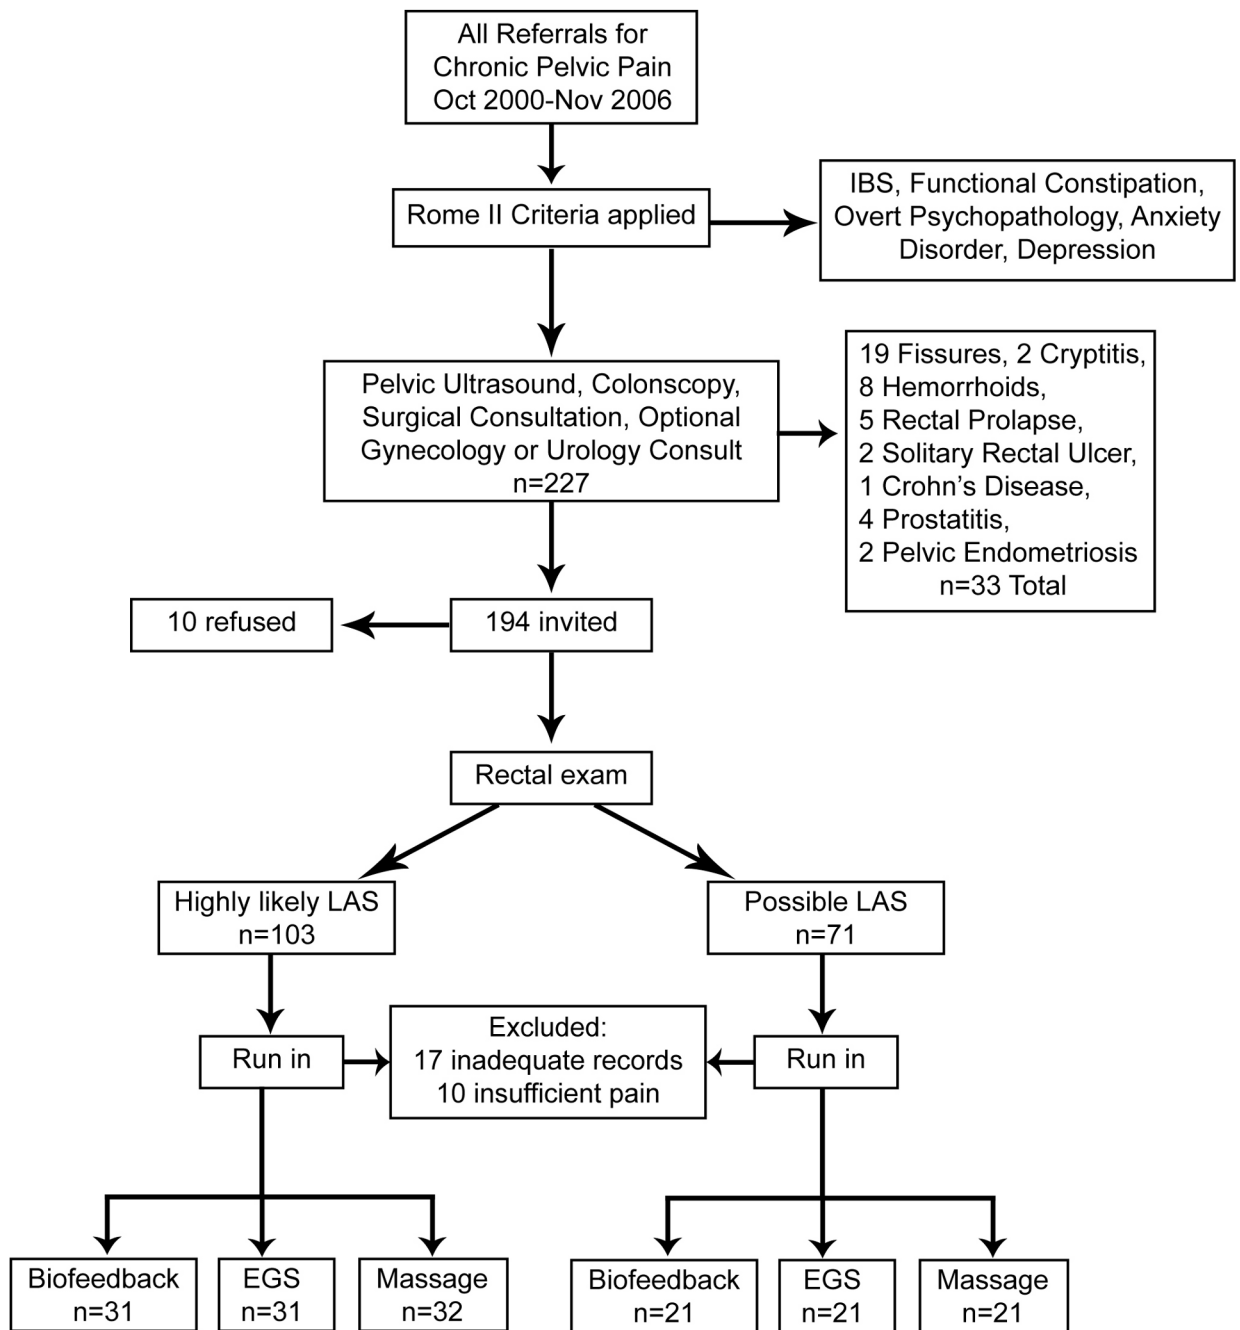 All Referrals for
Chronic Pelvic Pain
Oct 2000-Nov 2006
Rome II Criteria applied
IBS, Functional Constipation,
Overt Psychopathology, Anxiety
Disorder, Depression
Pelvic Ultrasound, Colonscopy,
Surgical Consultation, Optional
Gynecology or Urology Consult
n=227
19 Fissures, 2 Cryptitis,
8 Hemorrhoids,
5 Rectal Prolapse,
2 Solitary Rectal Ulcer,
1 Crohn's Disease,
4 Prostatitis,
2 Pelvic Endometriosis
n=33 Total
10 refused
194 invited
Rectal exam
Highly likely LAS
n=103
Possible LAS
n=71
Run in
Excluded:
17 inadequate records
10 insufficient pain
Run in
Biofeedback
n=31
EGS
n=31
Massage
n=32
Biofeedback
n=21
EGS
n=21
Massage
n=21